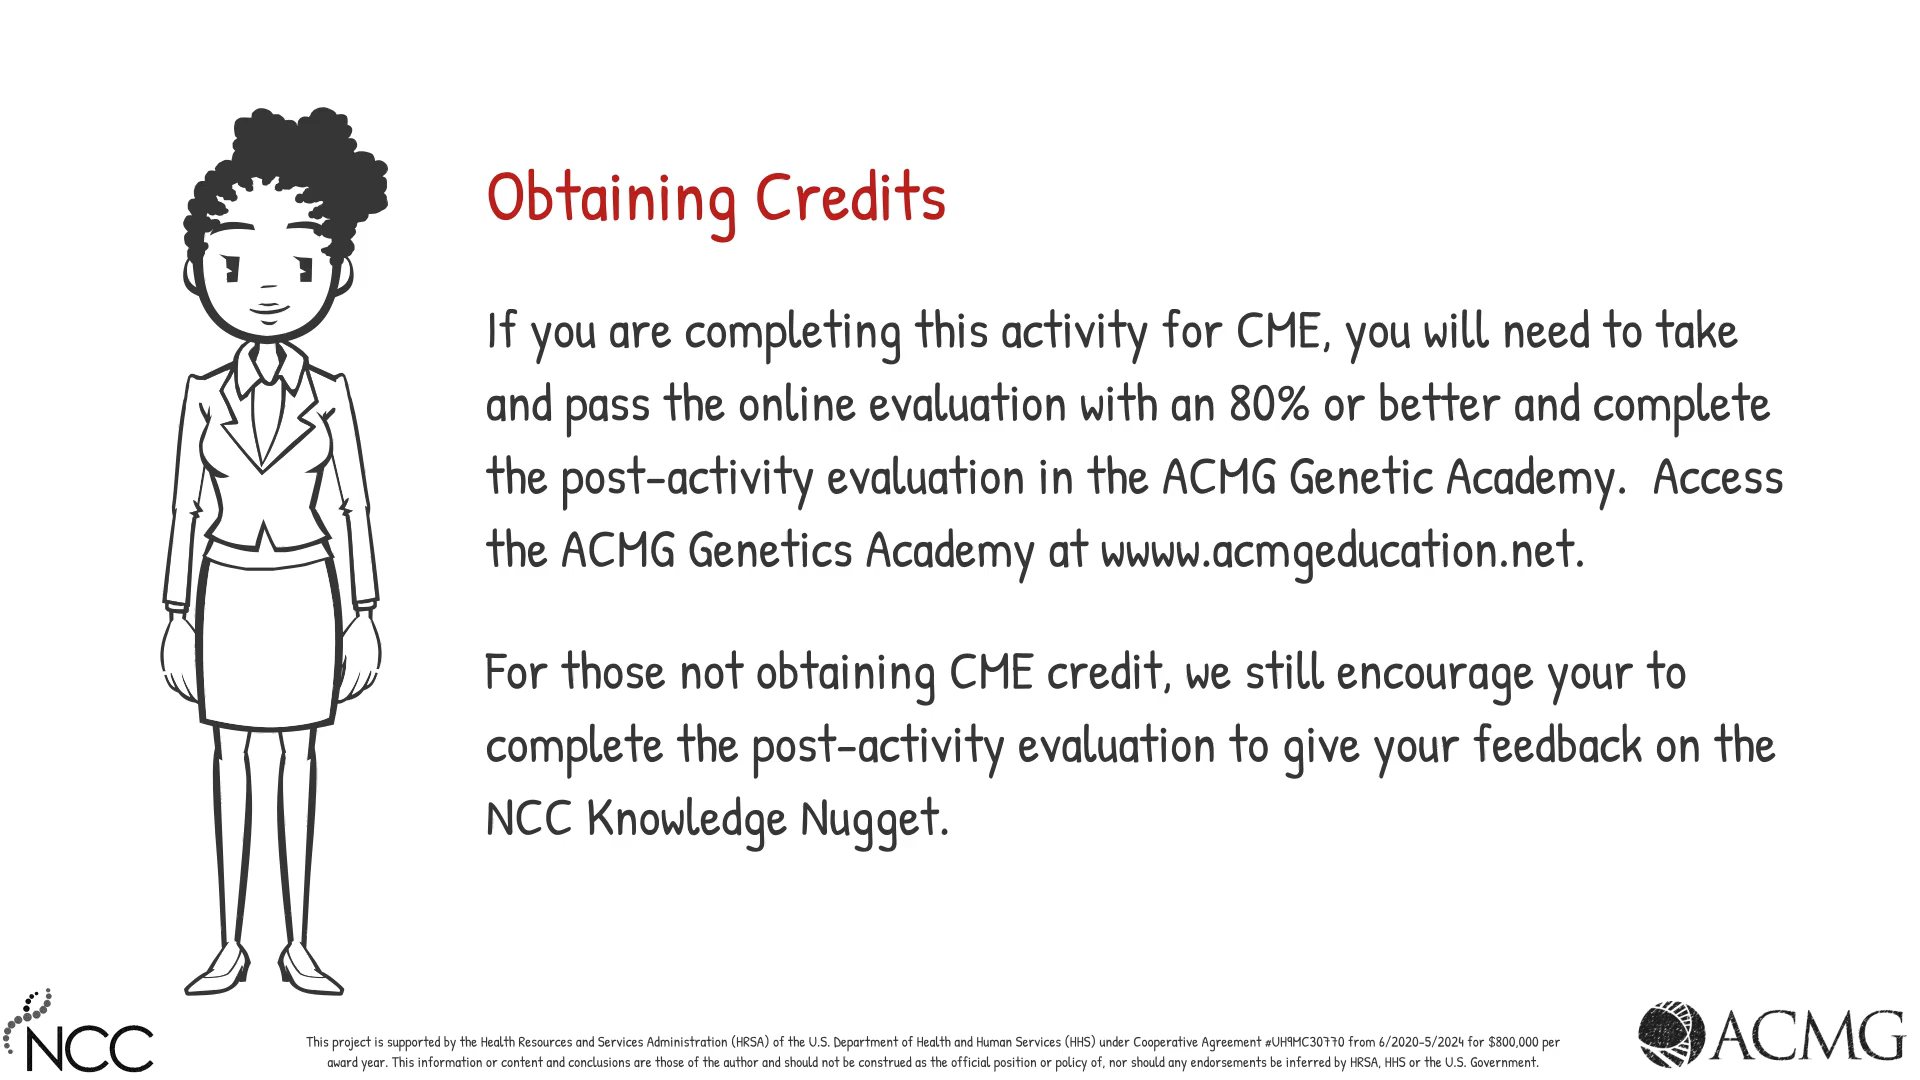 Obtaining Credits
If you are completing this activity for CME, you will need to take
and pass the online evaluation with an 80% or better and complete
the post-activity evaluation in the ACMG Genetic Academy.  Access
the ACMG Genetics Academy at wwww.acmgeducation.net.
For those not obtaining CME credit, we still encourage your to
complete the post-activity evaluation to give your feedback on the
NCC Knowledge Nugget.
NCC
This project is supported by the Health Resources and Services Administration (HRSA) of the U.S. Department of Health and Human Services (HHS) under Cooperative Agreement #UH9MC30770 from 6/2020-5/2024 for $800,000 per
award year. This information or content and conclusions are those of the author and should not be construed as the official position or policy of, nor should any endorsements be inferred by HRSA, HHS or the U.S. Government.
ACMG